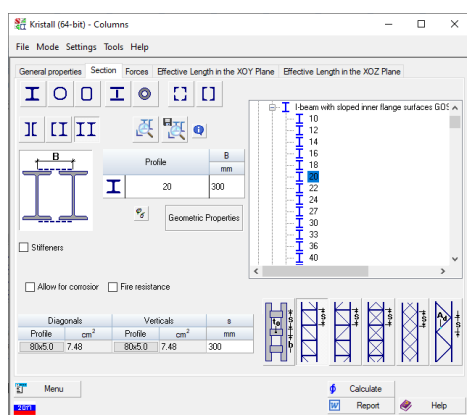 Kristall (64-bit) - Columns
File Mode Settings Tools Help
General properties Section Forces Effective Length in the XOY Plane Effective Length in the XOZ Plane
I-beam with sloped inner flange surfaces
10
12
14
16
18
20
22
24
27
30
33
36
40
B
Profile B
mm
20 300
Geometric Properties
Stiffeners
Allow for corrosior Fire resistance
Diagonals Verticals s
Profile cm2 Profile cm2 mm
80x5.0 7.48 80x5.0 7.48 300
Menu
Calculate
Report Help